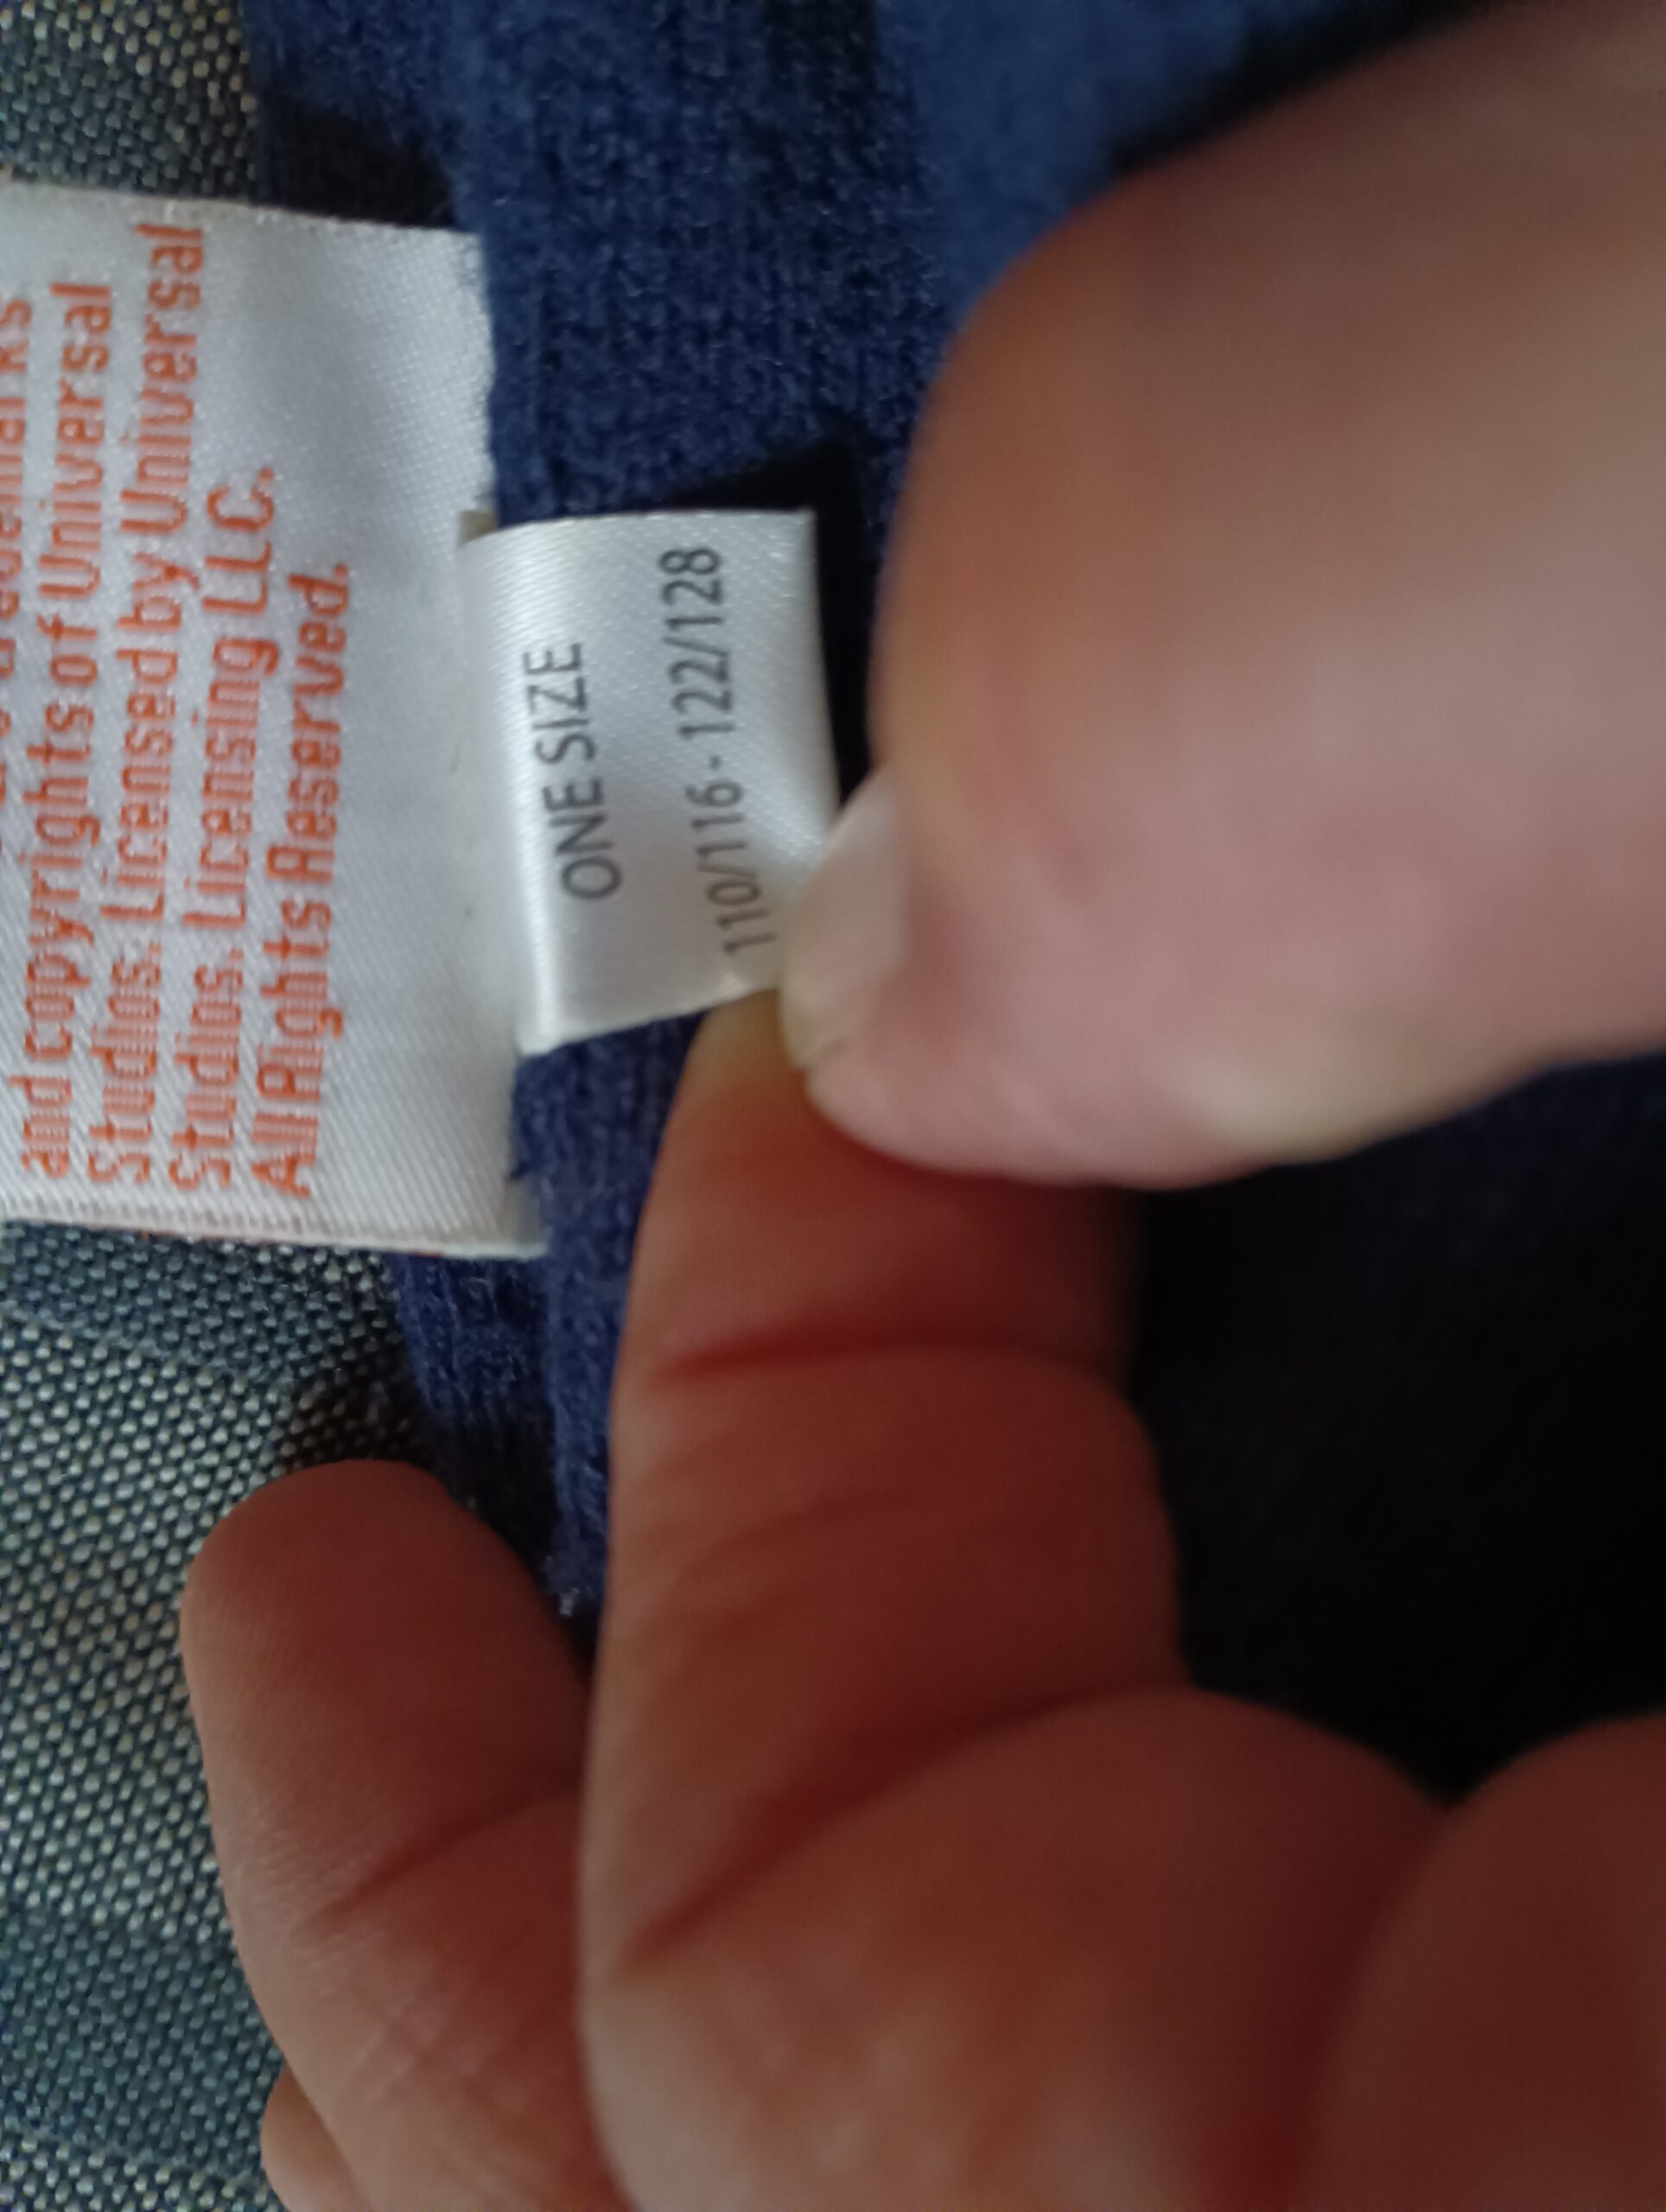 and copyrights of Universal
Studios. Licensed by Universal
Studios. Licensing LLC.
All Rights Reserved.
ONE SIZE
110/116 - 122/128